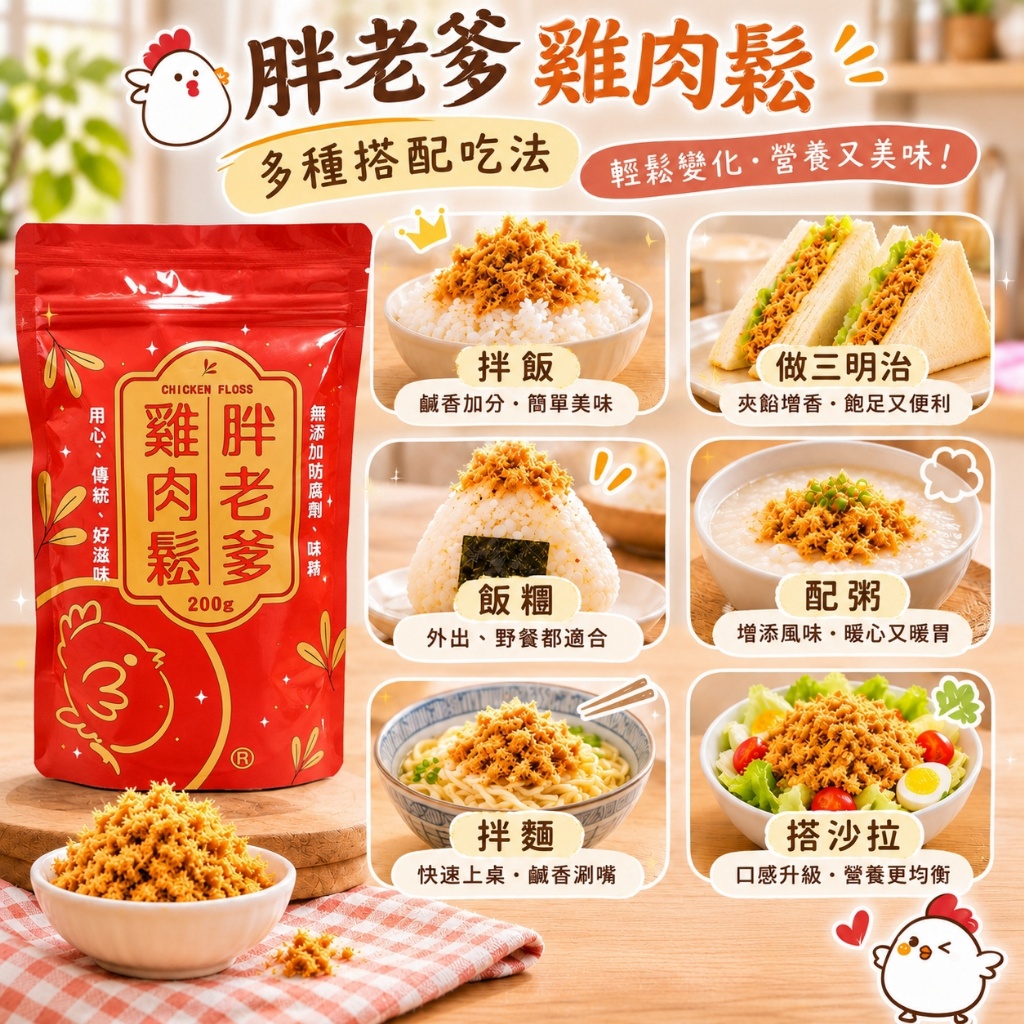 胖老爹雞肉鬆
多種搭配吃法
輕鬆變化・營養又美味!
CHICKEN FLOSS
胖老爹
雞肉鬆
200g
無添加防腐劑、味精
用心、傳統、好滋味
®
拌飯
鹹香加分・簡單美味
做三明治
夾餡增香・飽足又便利
飯糰
外出、野餐都適合
配粥
增添風味・暖心又暖胃
拌麵
快速上桌・鹹香涮嘴
搭沙拉
口感升級・營養更均衡